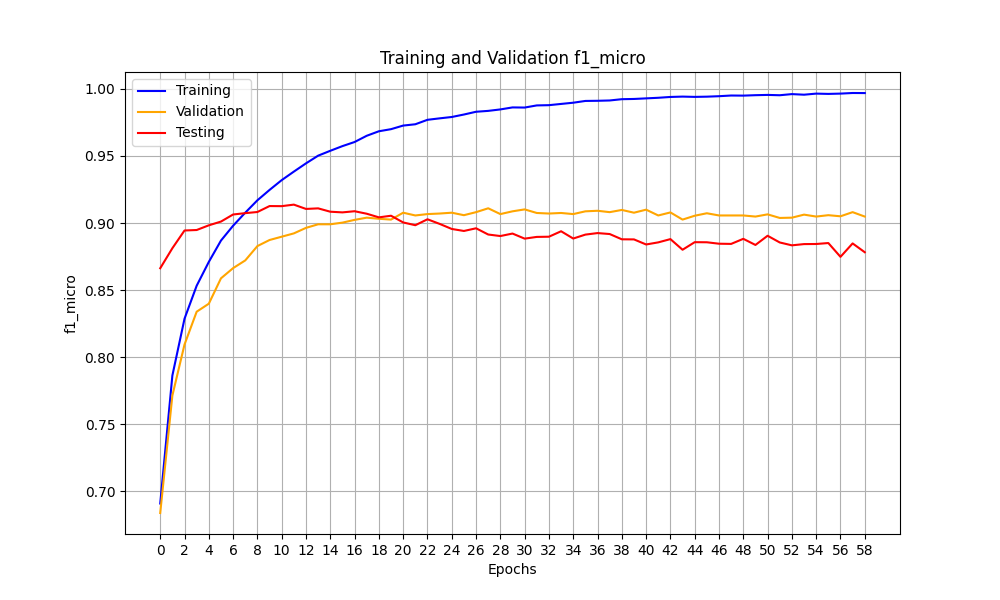 Training and Validation f1_micro
Training
Validation
Testing
f1_micro
1.00
0.95
0.90
0.85
0.80
0.75
0.70
0 2 4 6 8 10 12 14 16 18 20 22 24 26 28 30 32 34 36 38 40 42 44 46 48 50 52 54 56 58
Epochs